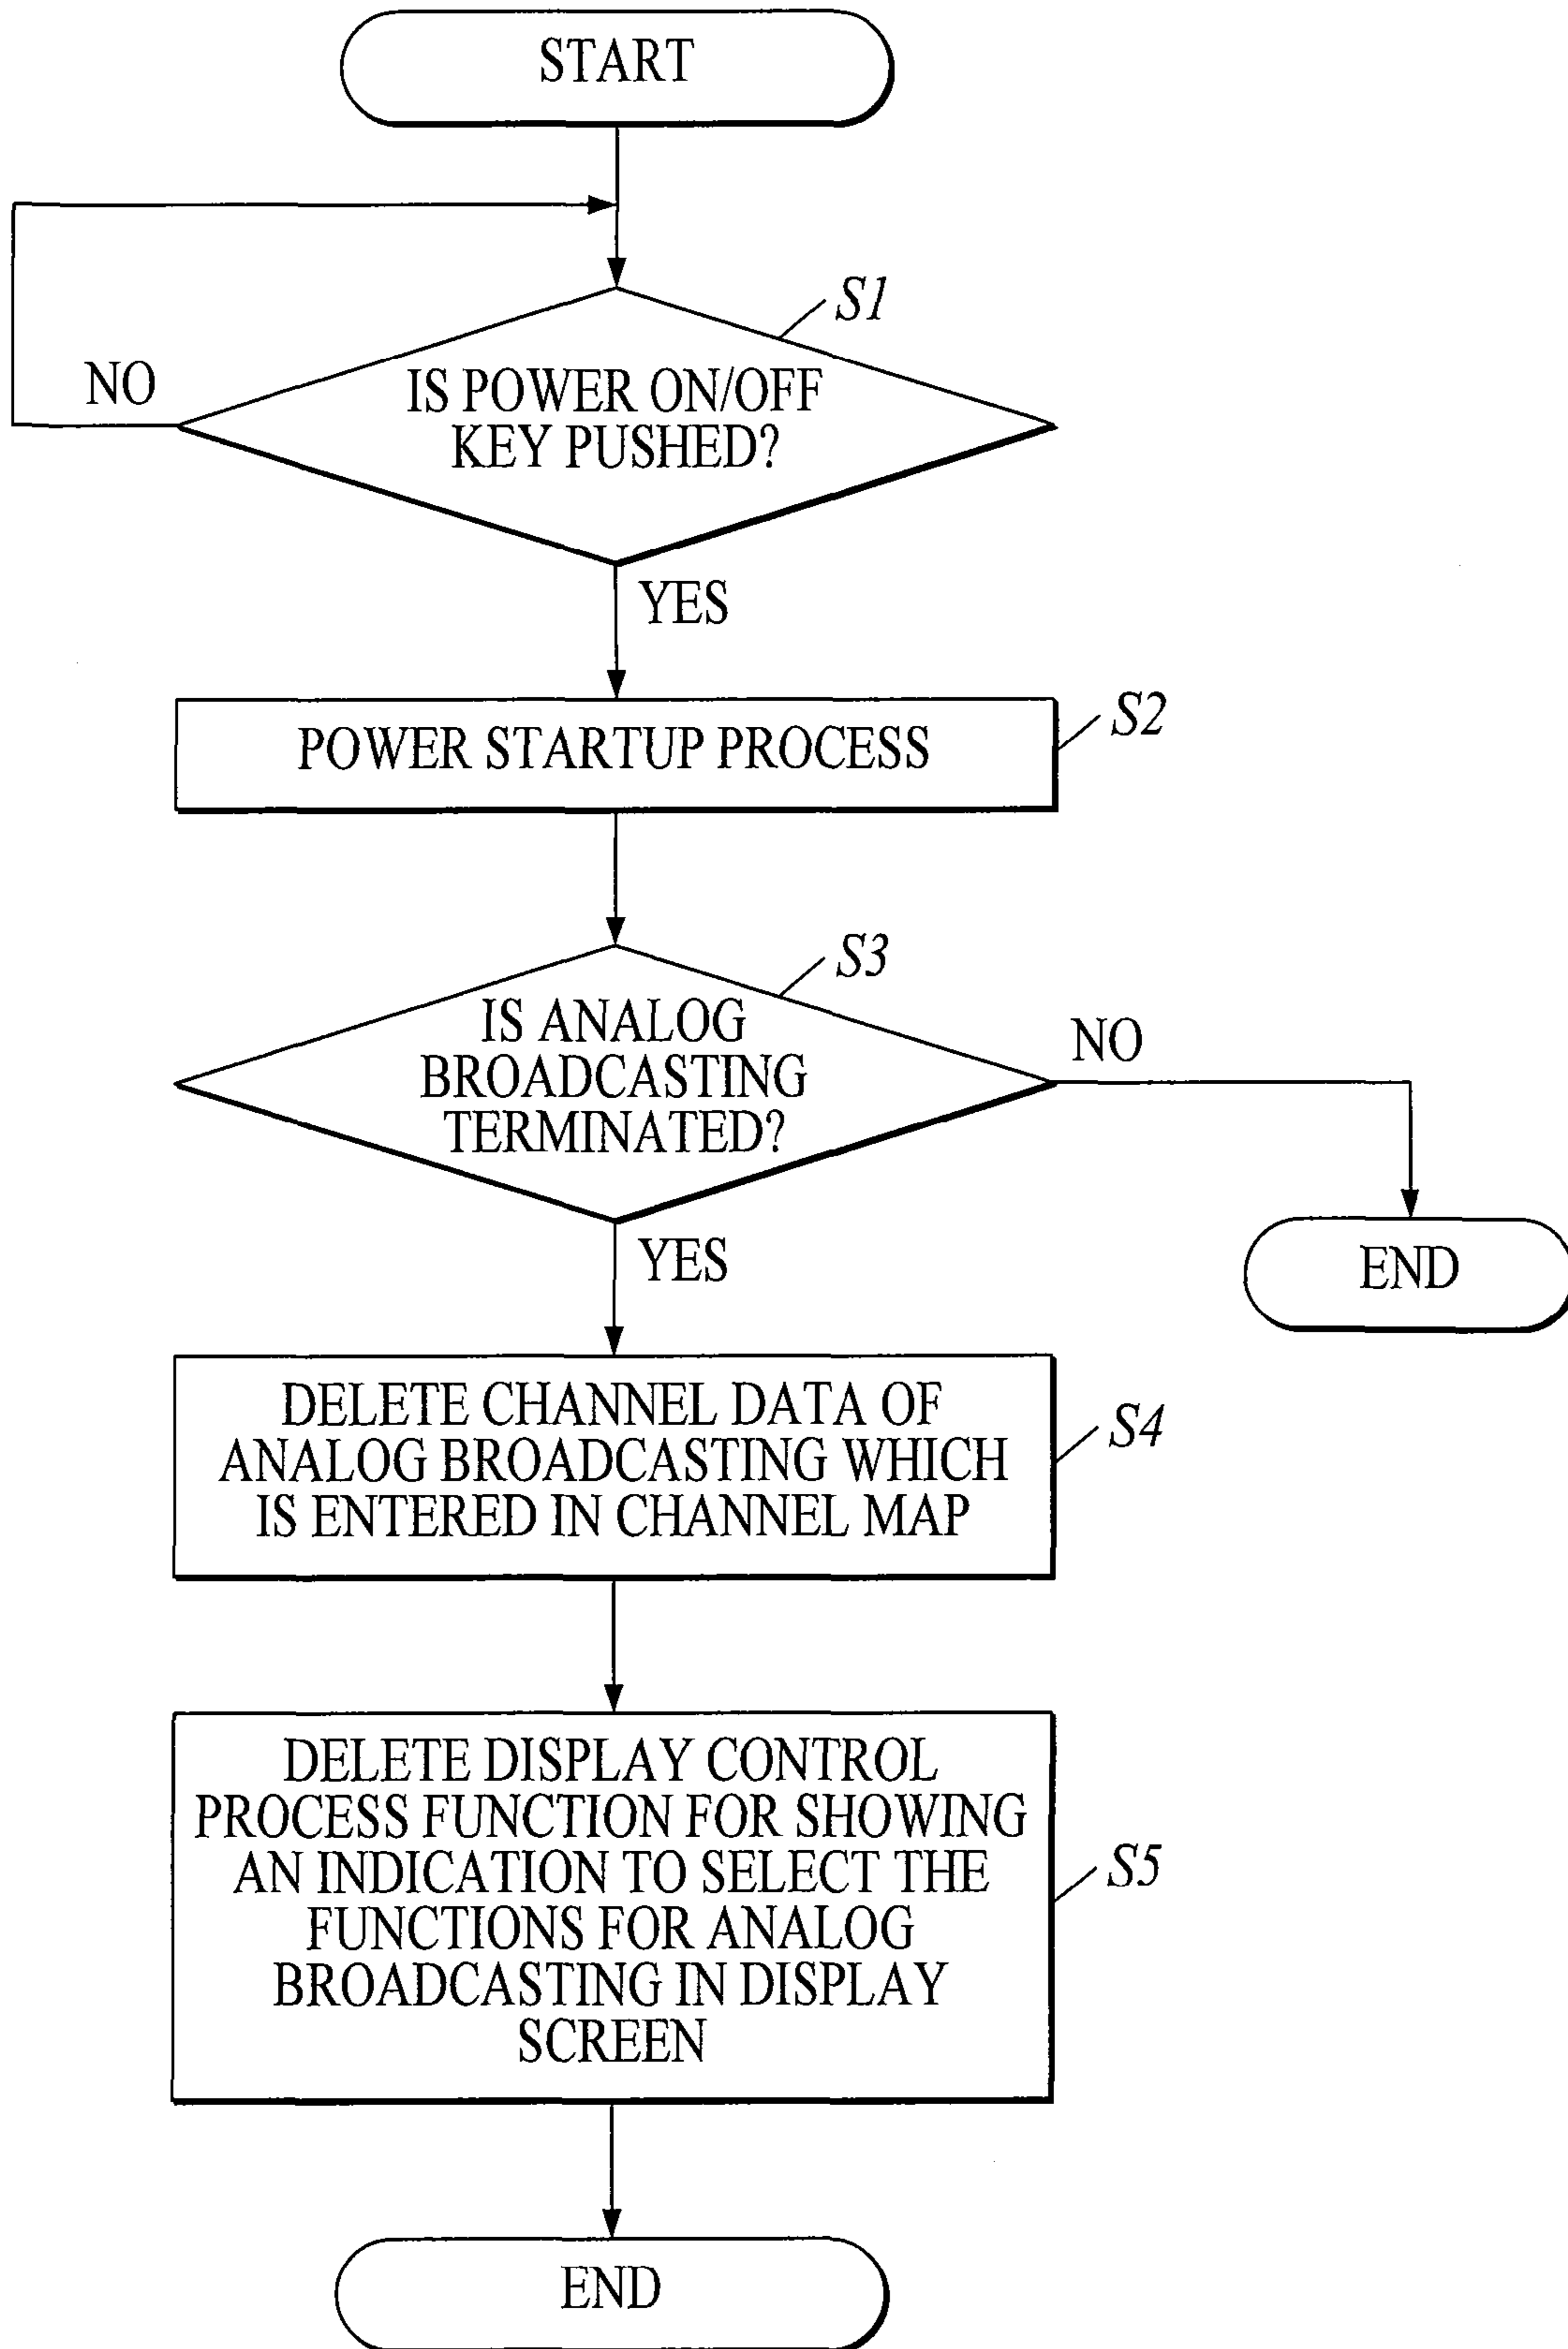 START
S1
NO
IS POWER ON/OFF
KEY PUSHED?
YES
S2
POWER STARTUP PROCESS
S3
IS ANALOG
BROADCASTING
TERMINATED?
NO
YES
END
DELETE CHANNEL DATA OF
ANALOG BROADCASTING WHICH
IS ENTERED IN CHANNEL MAP
S4
DELETE DISPLAY CONTROL
PROCESS FUNCTION FOR SHOWING
AN INDICATION TO SELECT THE
FUNCTIONS FOR ANALOG
BROADCASTING IN DISPLAY
SCREEN
S5
END